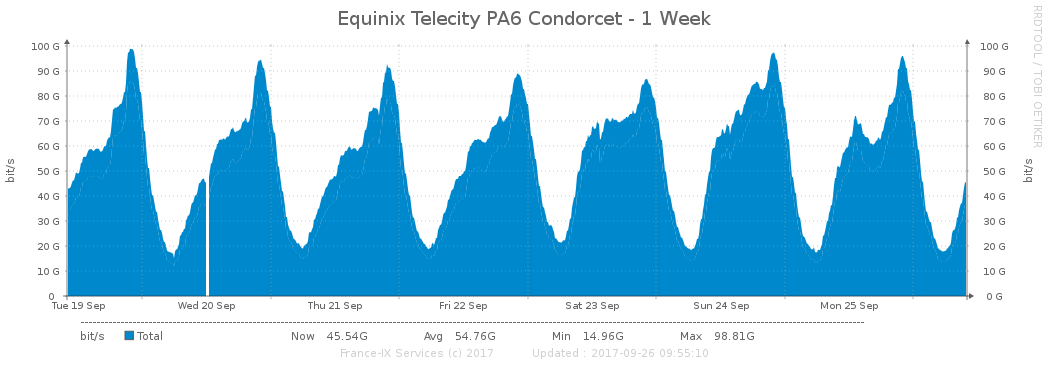 Equinix Telecity PA6 Condorcet - 1 Week
RRDTOOL / TOBI OETIKER
bit/s
100 G
90 G
80 G
70 G
60 G
50 G
40 G
30 G
20 G
10 G
0
100 G
90 G
80 G
70 G
60 G
50 G
40 G
30 G
20 G
10 G
0 G
bit/s
Tue 19 Sep Wed 20 Sep Thu 21 Sep Fri 22 Sep Sat 23 Sep Sun 24 Sep Mon 25 Sep
bit/s Total Now 45.54G Avg 54.76G Min 14.96G Max 98.81G
France-IX Services (c) 2017 Updated : 2017-09-26 09:55:10